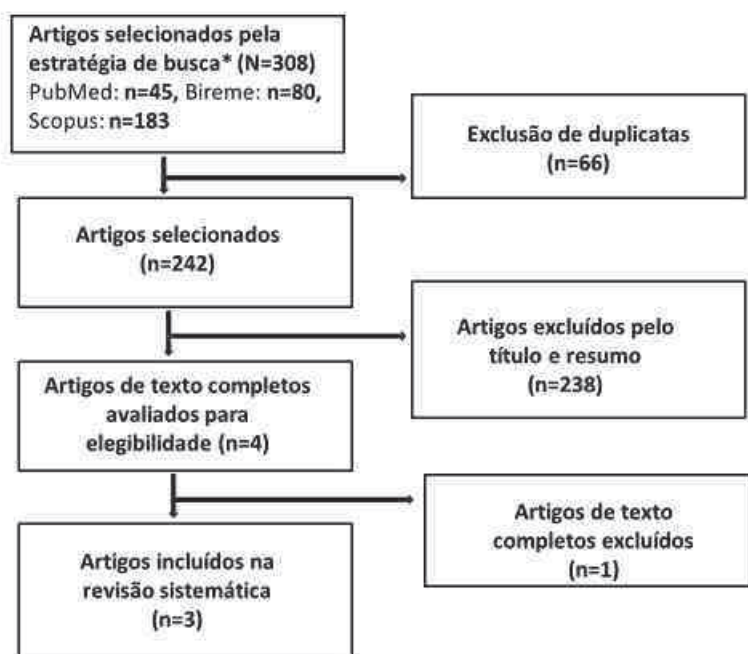 Artigos selecionados pela
estratégia de busca* (N=308)
PubMed: n=45, Bireme: n=80,
Scopus: n=183
Exclusão de duplicatas
(n=66)
Artigos selecionados
(n=242)
Artigos excluídos pelo
título e resumo
(n=238)
Artigos de texto completos
avaliados para
elegibilidade (n=4)
Artigos de texto
completos excluídos
(n=1)
Artigos incluídos na
revisão sistemática
(n=3)